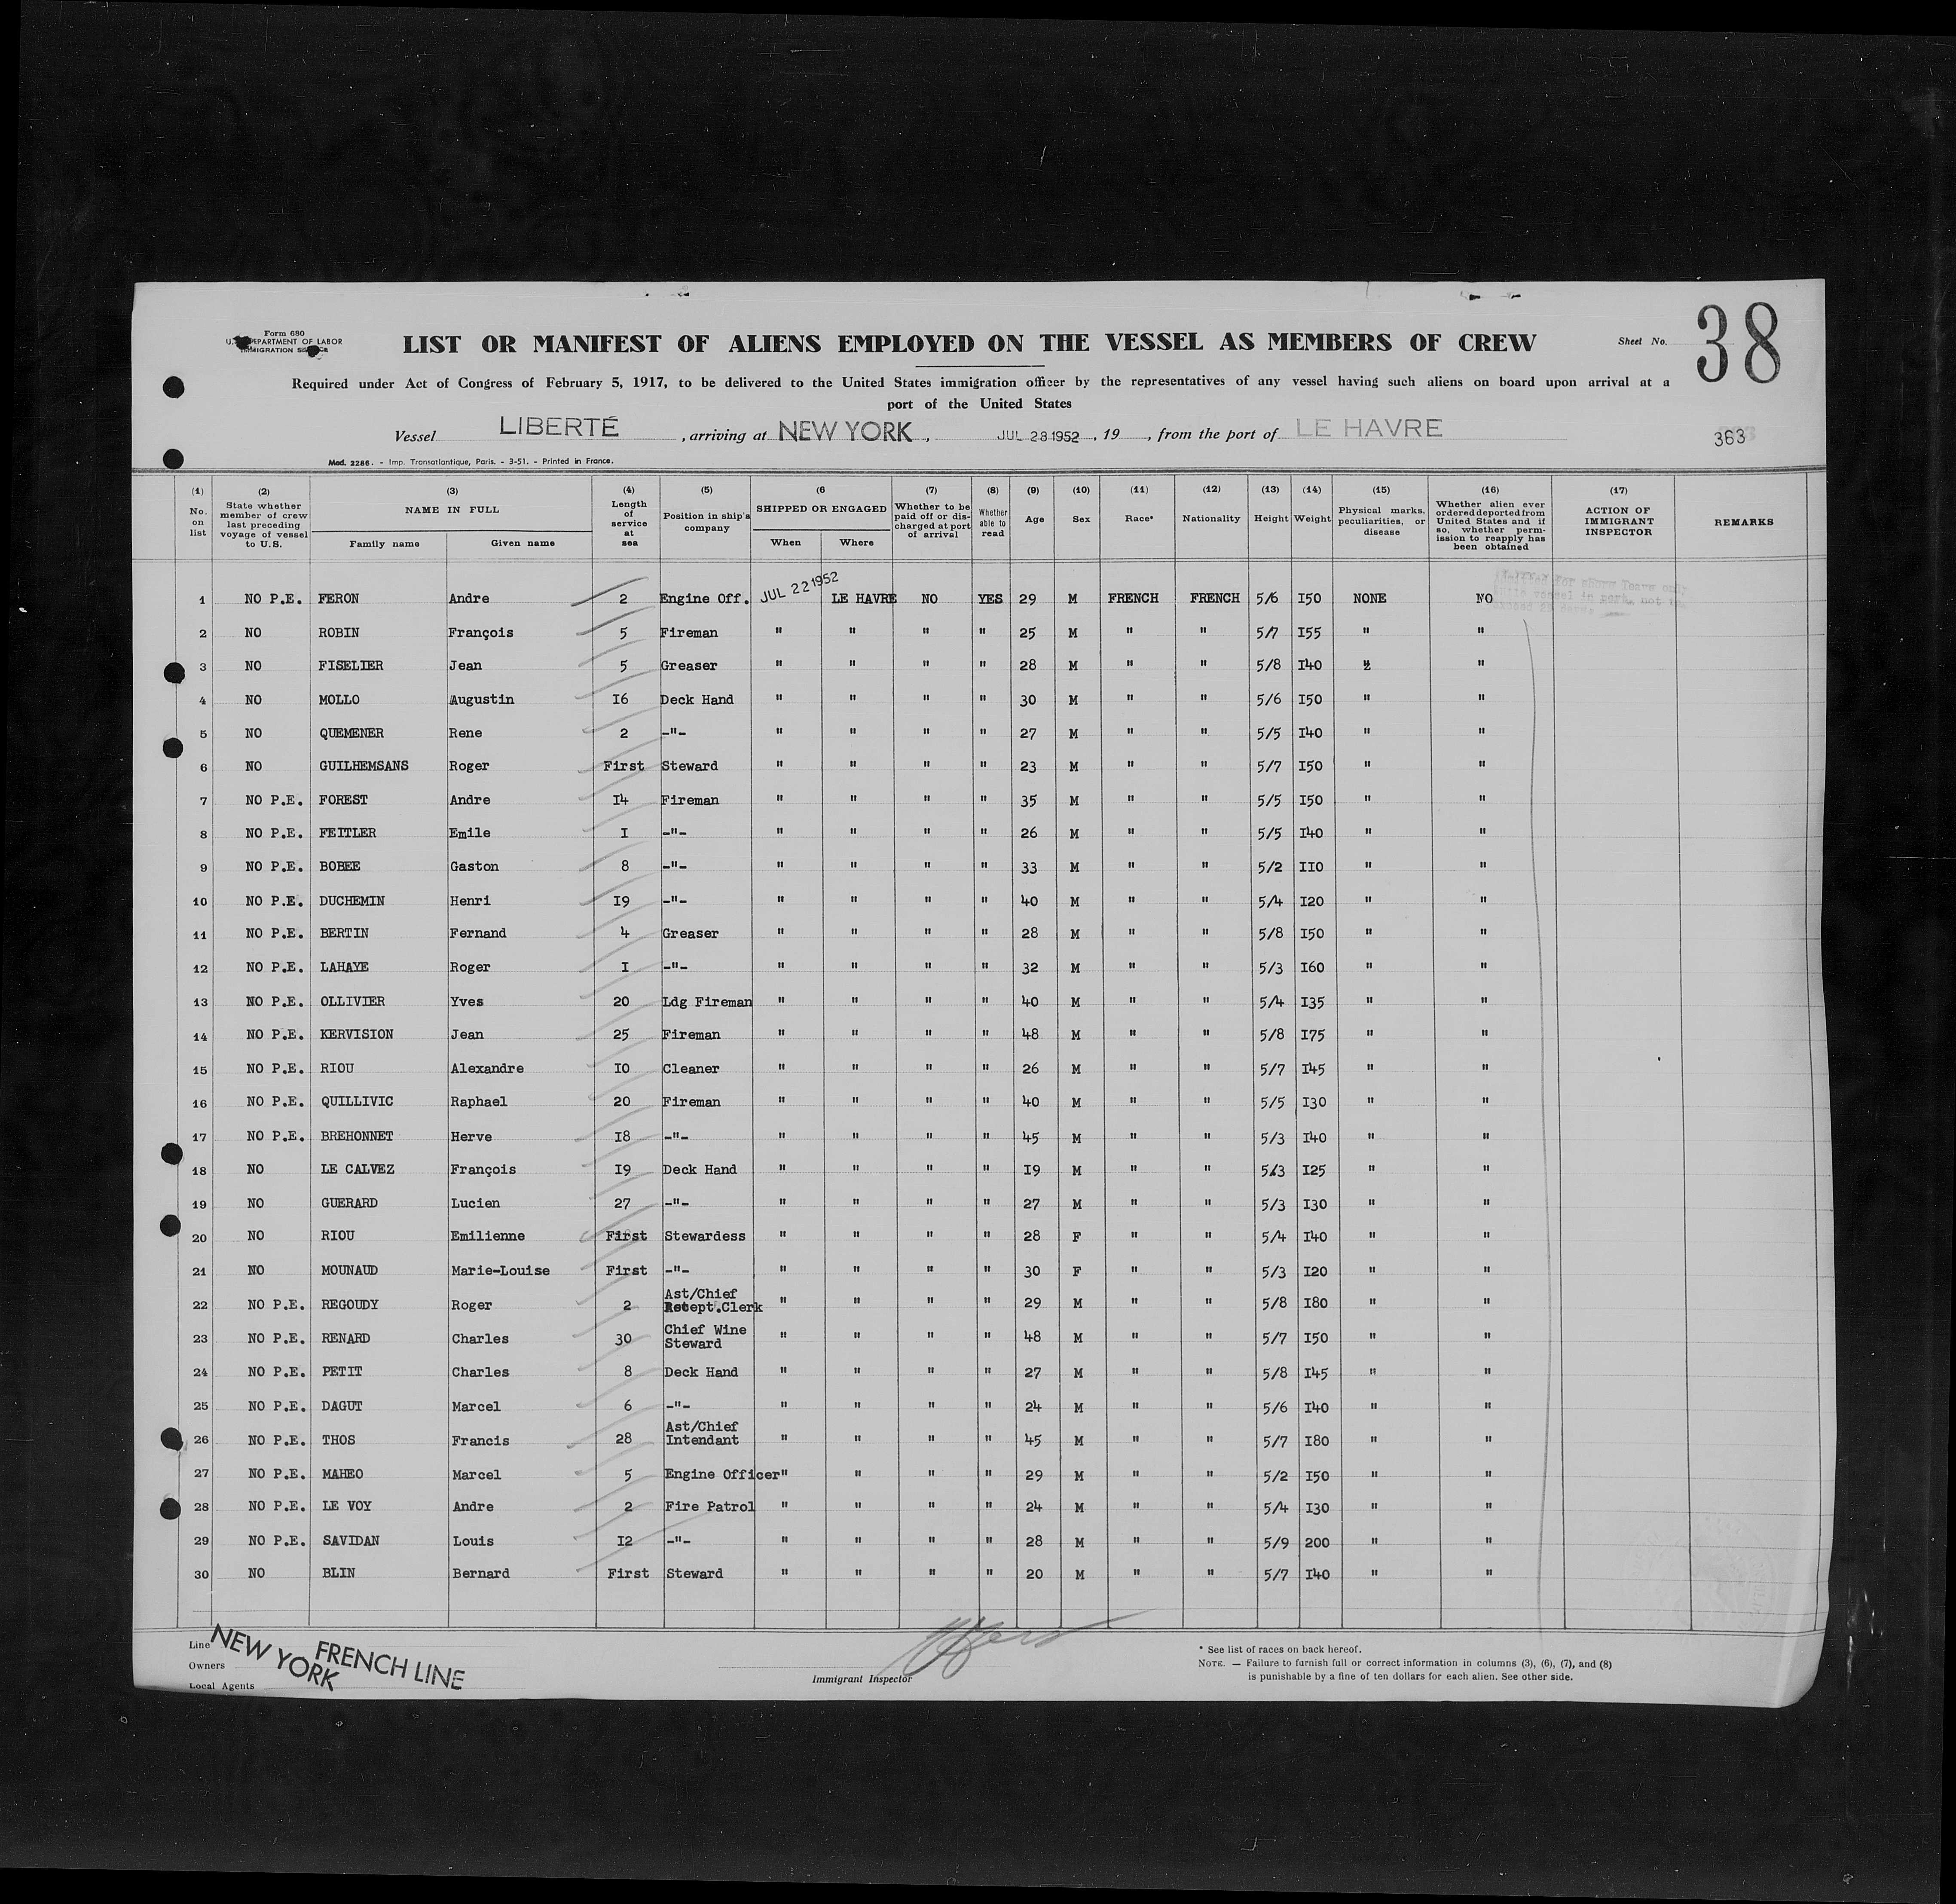 Form 680
U. S. DEPARTMENT OF LABOR
IMMIGRATION SERVICE
LIST OR MANIFEST OF ALIENS EMPLOYED ON THE VESSEL AS MEMBERS OF CREW
Sheet No. 38
Required under Act of Congress of February 5, 1917, to be delivered to the United States immigration officer by the representatives of any vessel having such aliens on board upon arrival at a
port of the United States
Vessel LIBERTÉ , arriving at NEW YORK , JUL 28 1952 , 19 , from the port of LE HAVRE
363
Mod. 2286. - Imp. Transatlantique, Paris. - 3-51. - Printed in France.
(1) No. on list (2) State whether member of crew last preceding voyage of vessel to U.S. (3) NAME IN FULL Family name Given name (4) Length of service at sea (5) Position in ship's company (6 SHIPPED OR ENGAGED When Where (7) Whether to be paid off or discharged at port of arrival (8) Whether able to read (9) Age (10) Sex (11) Race* (12) Nationality (13) Height (14) Weight (15) Physical marks, peculiarities, or disease (16) Whether alien ever ordered deported from United States and if so, whether permission to reapply has been obtained (17) ACTION OF IMMIGRANT INSPECTOR REMARKS
1 NO P.E. FERON Andre 2 Engine Off. JUL 22 1952 LE HAVRE NO YES 29 M FRENCH FRENCH 5/6 I50 NONE NO
2 NO ROBIN François 5 Fireman " " " " 25 M " " 5/7 I55 " "
3 NO FISELIER Jean 5 Greaser " " " " 28 M " " 5/8 I40 " "
4 NO MOLLO Augustin I6 Deck Hand " " " " 30 M " " 5/6 I50 " "
5 NO QUEMENER Rene 2 -"- " " " " 27 M " " 5/5 I40 " "
6 NO GUILHEMSANS Roger First Steward " " " " 23 M " " 5/7 I50 " "
7 NO P.E. FOREST Andre I4 Fireman " " " " 35 M " " 5/5 I50 " "
8 NO P.E. FEITLER Emile I -"- " " " " 26 M " " 5/5 I40 " "
9 NO P.E. BOBEE Gaston 8 -"- " " " " 33 M " " 5/2 II0 " "
10 NO P.E. DUCHEMIN Henri I9 -"- " " " " 40 M " " 5/4 I20 " "
11 NO P.E. BERTIN Fernand 4 Greaser " " " " 28 M " " 5/8 I50 " "
12 NO P.E. LAHAYE Roger I -"- " " " " 32 M " " 5/3 I60 " "
13 NO P.E. OLLIVIER Yves 20 Ldg Fireman " " " " 40 M " " 5/4 I35 " "
14 NO P.E. KERVISION Jean 25 Fireman " " " " 48 M " " 5/8 I75 " "
15 NO P.E. RIOU Alexandre I0 Cleaner " " " " 26 M " " 5/7 I45 " "
16 NO P.E. QUILLIVIC Raphael 20 Fireman " " " " 40 M " " 5/5 I30 " "
17 NO P.E. BREHONNET Herve I8 -"- " " " " 45 M " " 5/3 I40 " "
18 NO LE CALVEZ François I9 Deck Hand " " " " I9 M " " 5/3 I25 " "
19 NO GUERARD Lucien 27 -"- " " " " 27 M " " 5/3 I30 " "
20 NO RIOU Emilienne First Stewardess " " " " 28 F " " 5/4 I40 " "
21 NO MOUNAUD Marie-Louise First -"- " " " " 30 F " " 5/3 I20 " "
22 NO P.E. REGOUDY Roger 2 Ast/Chief Recept.Clerk " " " " 29 M " " 5/8 I80 " "
23 NO P.E. RENARD Charles 30 Chief Wine Steward " " " " 48 M " " 5/7 I50 " "
24 NO P.E. PETIT Charles 8 Deck Hand " " " " 27 M " " 5/8 I45 " "
25 NO P.E. DAGUT Marcel 6 -"- " " " " 24 M " " 5/6 I40 " "
26 NO P.E. THOS Francis 28 Ast/Chief Intendant " " " " 45 M " " 5/7 I80 " "
27 NO P.E. MAHEO Marcel 5 Engine Officer " " " " 29 M " " 5/2 I50 " "
28 NO P.E. LE VOY Andre 2 Fire Patrol " " " " 24 M " " 5/4 I30 " "
29 NO P.E. SAVIDAN Louis I2 -"- " " " " 28 M " " 5/9 200 " "
30 NO BLIN Bernard First Steward " " " " 20 M " " 5/7 I40 " "
Line
Owners
Local Agents
NEW YORK
FRENCH LINE
Immigrant Inspector
* See list of races on back hereof.
NOTE. — Failure to furnish full or correct information in columns (3), (6), (7), and (8)
is punishable by a fine of ten dollars for each alien. See other side.